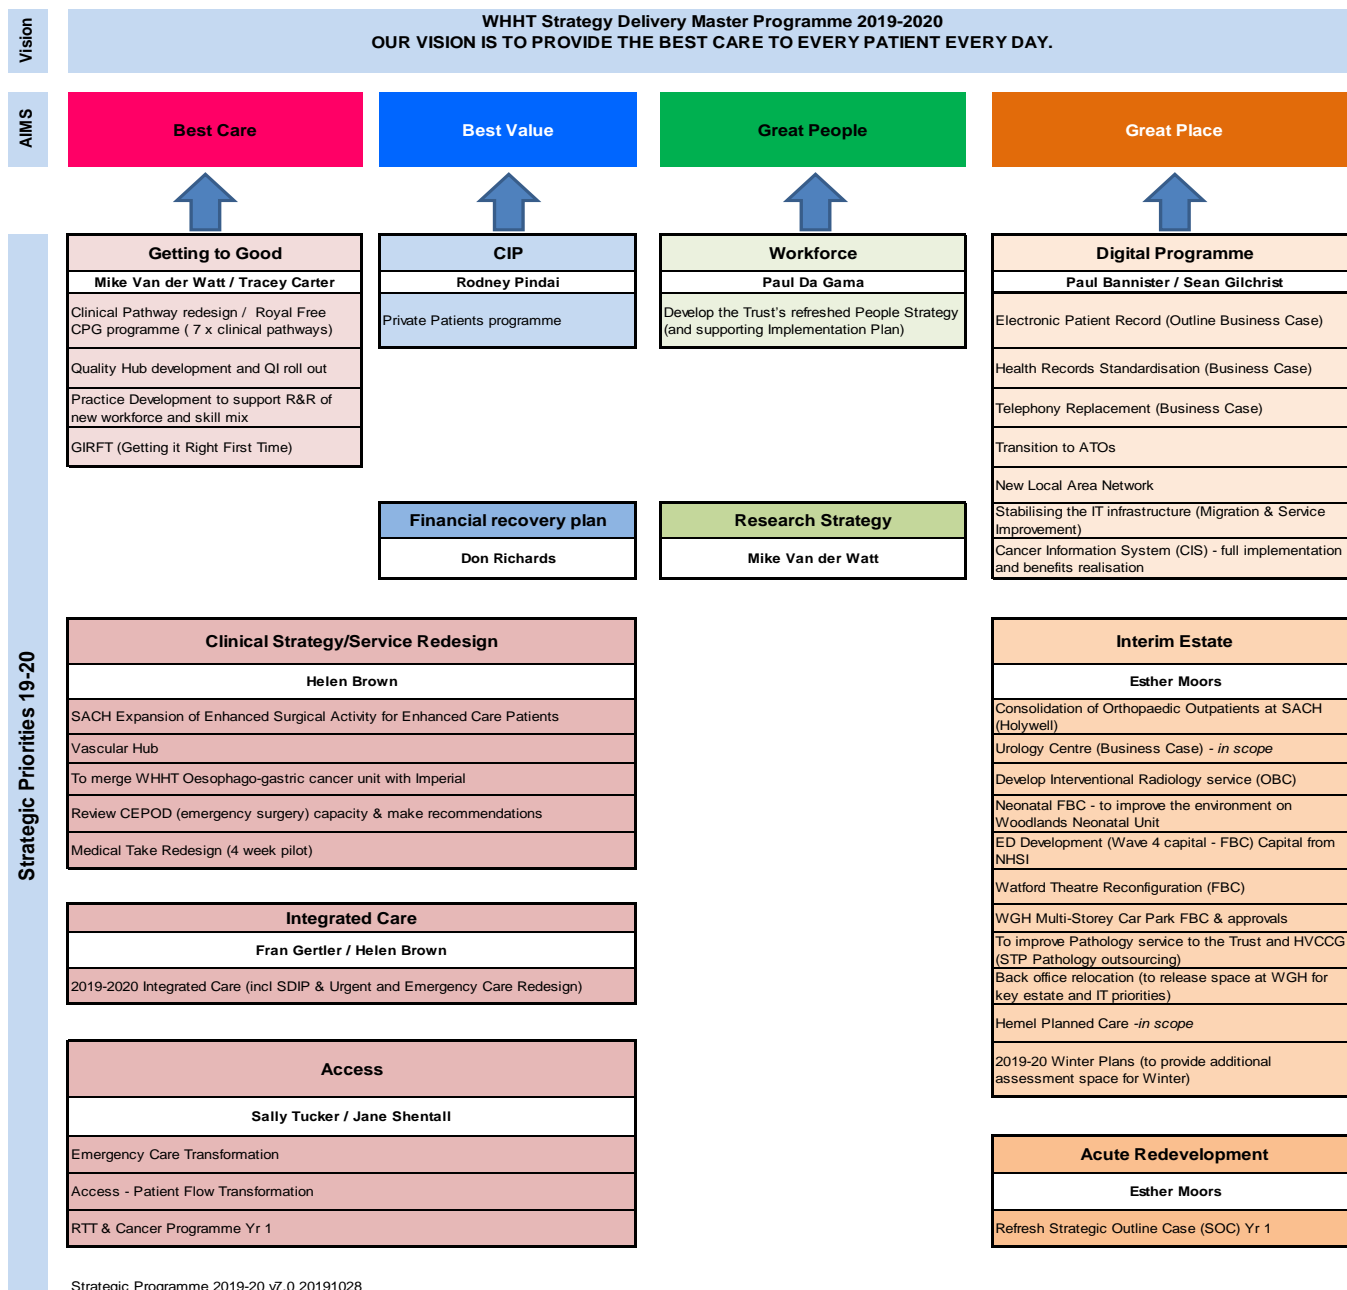 Vision
WHHT Strategy Delivery Master Programme 2019-2020
OUR VISION IS TO PROVIDE THE BEST CARE TO EVERY PATIENT EVERY DAY.
AIMS
Best Care
Best Value
Great People
Great Place
Strategic Priorities 19-20
Getting to Good
Mike Van der Watt / Tracey Carter
Clinical Pathway redesign / Royal Free
CPG programme ( 7 x clinical pathways)
Quality Hub development and QI roll out
Practice Development to support R&R of
new workforce and skill mix
GIRFT (Getting it Right First Time)
CIP
Rodney Pindai
Private Patients programme
Workforce
Paul Da Gama
Develop the Trust's refreshed People Strategy
(and supporting Implementation Plan)
Digital Programme
Paul Bannister / Sean Gilchrist
Electronic Patient Record (Outline Business Case)
Health Records Standardisation (Business Case)
Telephony Replacement (Business Case)
Transition to ATOs
New Local Area Network
Stabilising the IT infrastructure (Migration & Service
Improvement)
Cancer Information System (CIS) - full implementation
and benefits realisation
Financial recovery plan
Don Richards
Research Strategy
Mike Van der Watt
Clinical Strategy/Service Redesign
Helen Brown
SACH Expansion of Enhanced Surgical Activity for Enhanced Care Patients
Vascular Hub
To merge WHHT Oesophago-gastric cancer unit with Imperial
Review CEPOD (emergency surgery) capacity & make recommendations
Medical Take Redesign (4 week pilot)
Interim Estate
Esther Moors
Consolidation of Orthopaedic Outpatients at SACH
(Holywell)
Urology Centre (Business Case) - in scope
Develop Interventional Radiology service (OBC)
Neonatal FBC - to improve the environment on
Woodlands Neonatal Unit
ED Development (Wave 4 capital - FBC) Capital from
NHSI
Watford Theatre Reconfiguration (FBC)
WGH Multi-Storey Car Park FBC & approvals
To improve Pathology service to the Trust and HVCCG
(STP Pathology outsourcing)
Back office relocation (to release space at WGH for
key estate and IT priorities)
Hemel Planned Care -in scope
2019-20 Winter Plans (to provide additional
assessment space for Winter)
Integrated Care
Fran Gertler / Helen Brown
2019-2020 Integrated Care (incl SDIP & Urgent and Emergency Care Redesign)
Access
Sally Tucker / Jane Shentall
Emergency Care Transformation
Access - Patient Flow Transformation
RTT & Cancer Programme Yr 1
Acute Redevelopment
Esther Moors
Refresh Strategic Outline Case (SOC) Yr 1
Strategic Programme 2019-20 v7.0 20191028